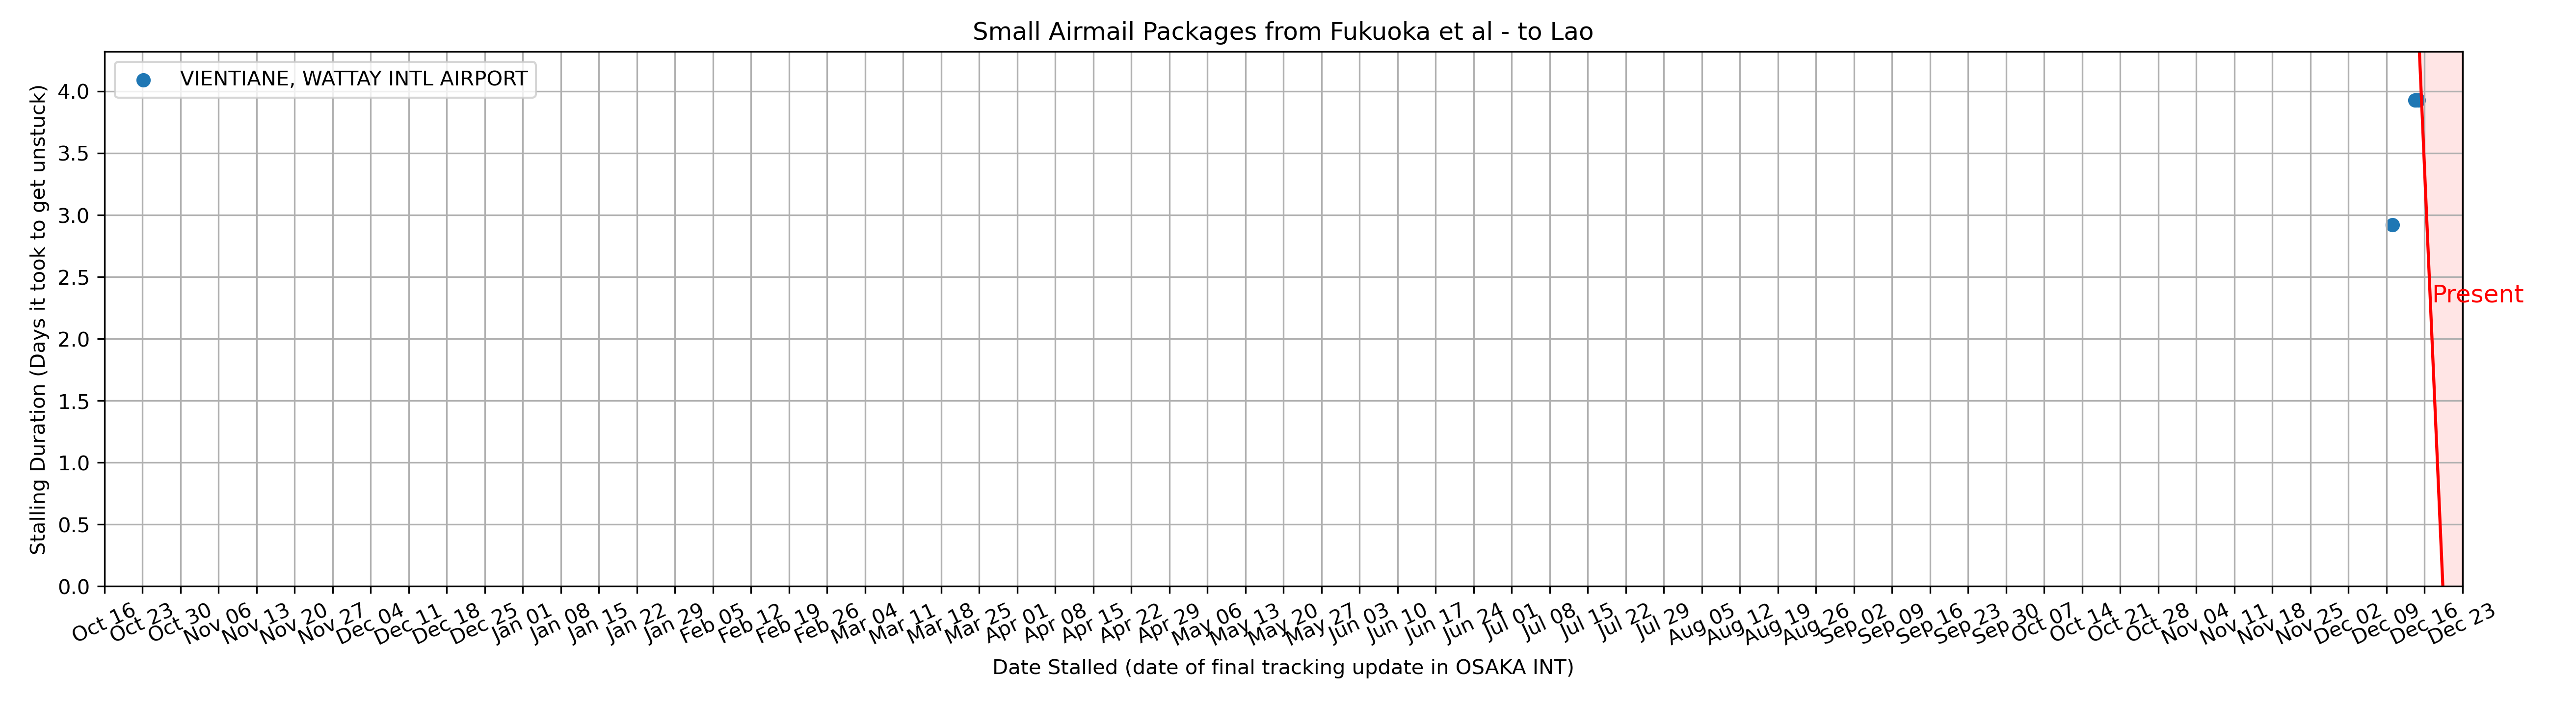 Small Airmail Packages from Fukuoka et al - to Lao
VIENTIANE, WATTAY INTL AIRPORT
Stalling Duration (Days it took to get unstuck)
4.0
3.5
3.0
2.5
2.0
1.5
1.0
0.5
0.0
Present
Oct 16 Oct 23 Oct 30 Nov 06 Nov 13 Nov 20 Nov 27 Dec 04 Dec 11 Dec 18 Dec 25 Jan 01 Jan 08 Jan 15 Jan 22 Jan 29 Feb 05 Feb 12 Feb 19 Feb 26 Mar 04 Mar 11 Mar 18 Mar 25 Apr 01 Apr 08 Apr 15 Apr 22 Apr 29 May 06 May 13 May 20 May 27 Jun 03 Jun 10 Jun 17 Jun 24 Jul 01 Jul 08 Jul 15 Jul 22 Jul 29 Aug 05 Aug 12 Aug 19 Aug 26 Sep 02 Sep 09 Sep 16 Sep 23 Sep 30 Oct 07 Oct 14 Oct 21 Oct 28 Nov 04 Nov 11 Nov 18 Nov 25 Dec 02 Dec 09 Dec 16 Dec 23
Date Stalled (date of final tracking update in OSAKA INT)